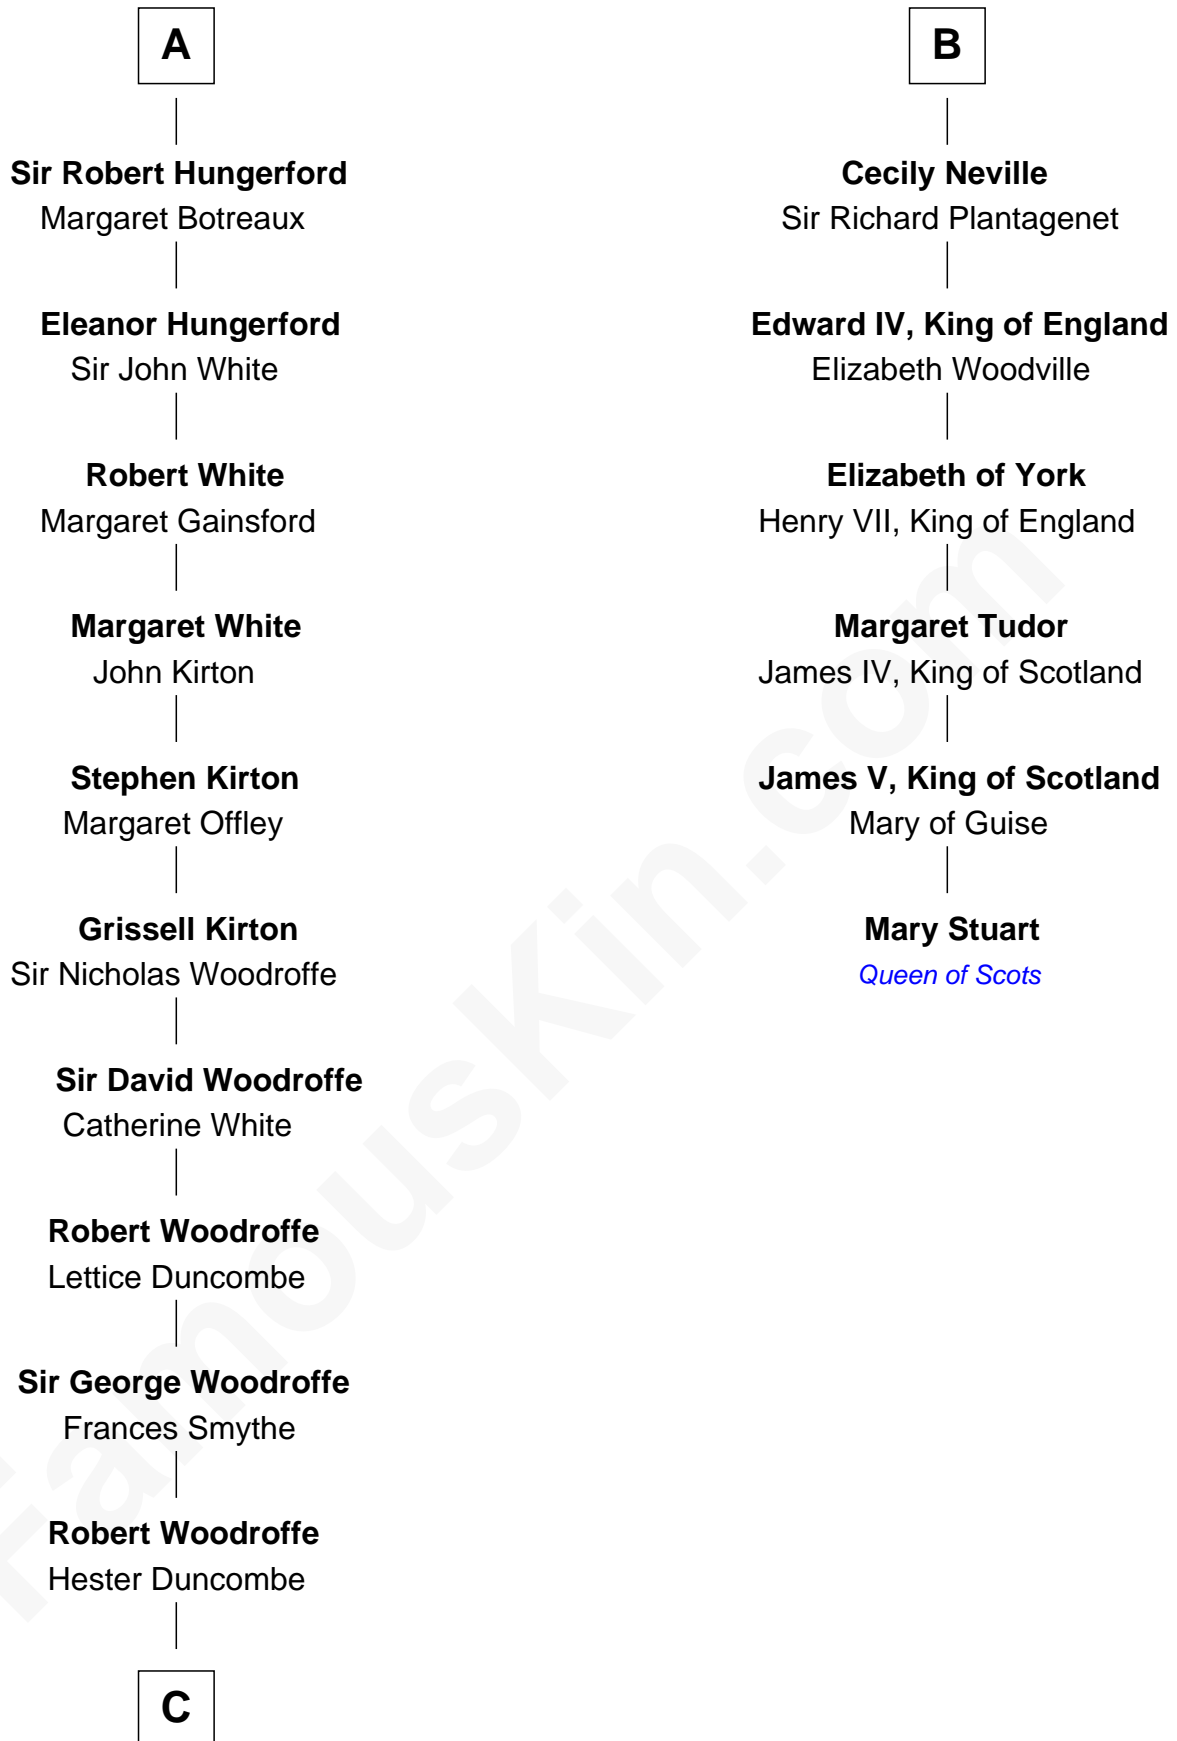 A
Sir Robert Hungerford
Margaret Botreaux
Eleanor Hungerford
Sir John White
Robert White
Margaret Gainsford
Margaret White
John Kirton
Stephen Kirton
Margaret Offley
Grissell Kirton
Sir Nicholas Woodroffe
Sir David Woodroffe
Catherine White
Robert Woodroffe
Lettice Duncombe
Sir George Woodroffe
Frances Smythe
Robert Woodroffe
Hester Duncombe
C
B
Cecily Neville
Sir Richard Plantagenet
Edward IV, King of England
Elizabeth Woodville
Elizabeth of York
Henry VII, King of England
Margaret Tudor
James IV, King of Scotland
James V, King of Scotland
Mary of Guise
Mary Stuart
Queen of Scots
FamousKin.com